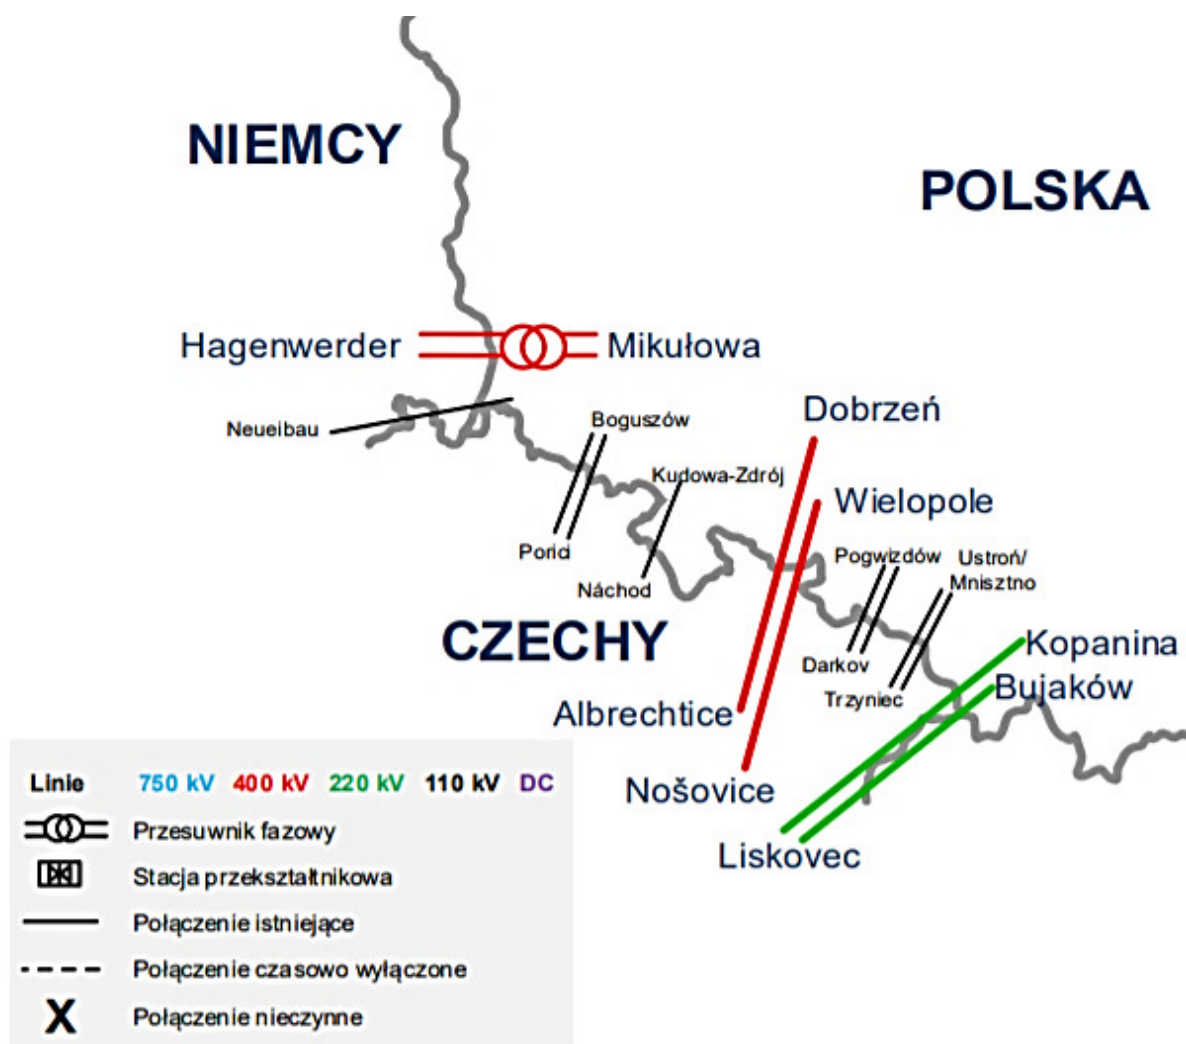 NIEMCY
POLSKA
Hagenwerder
Mikułowa
Dobrzeń
Neueibau
Boguszów
Kudowa-Zdrój
Wielopole
Porici
Pogwizdów
Ustroń/
Mnisztno
Náchod
CZECHY
Kopanina
Darkov
Bujaków
Trzyniec
Albrechtice
Nošovice
Liskovec
Linie 750 kV 400 kV 220 kV 110 kV DC
Przesuwnik fazowy
Stacja przekształtnikowa
Połączenie istniejące
Połączenie czasowo wyłączone
X Połączenie nieczynne